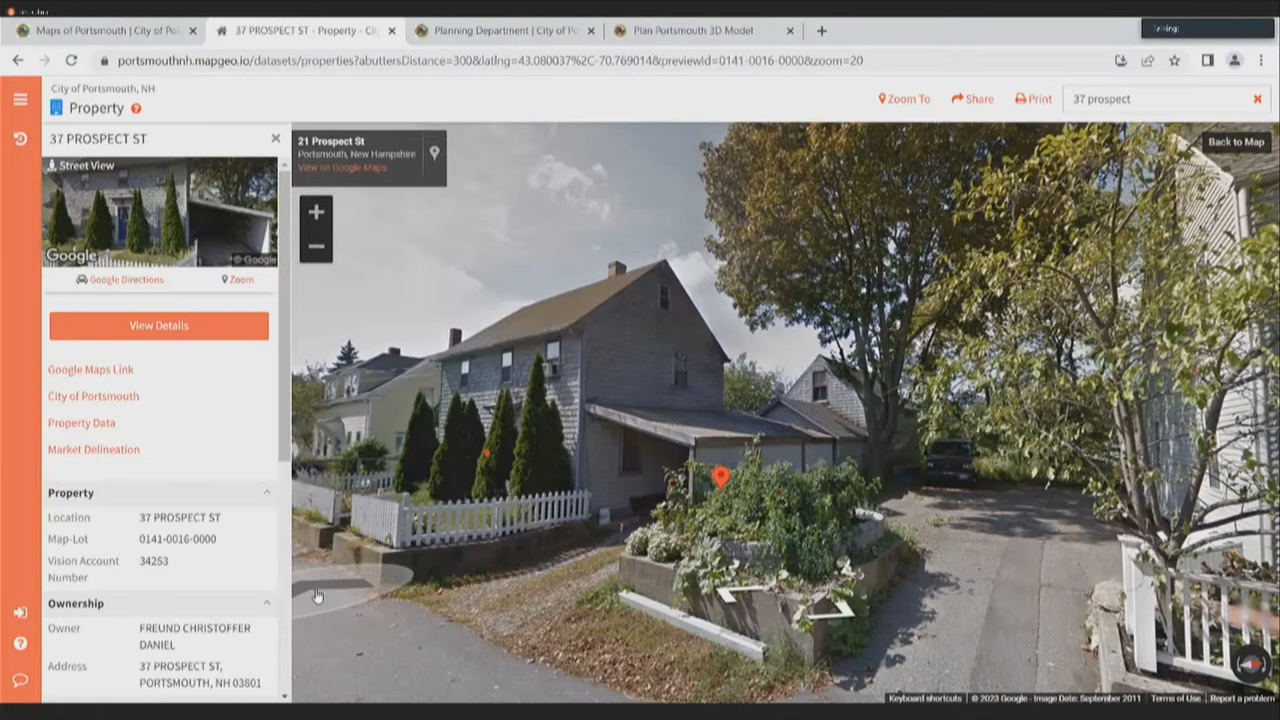 Maps of Portsmouth | City of Po
37 PROSPECT ST - Property - Cit
Planning Department | City of Po
Plan Portsmouth 3D Model
Talking:
portsmouthnh.mapgeo.io/datasets/properties?abuttersDistance=300&latlng=43.080037%2C-70.769014&previewId=0141-0016-0000&zoom=20
City of Portsmouth, NH
Property
Zoom To
Share
Print
37 prospect
37 PROSPECT ST
Street View
Google
© Google
Google Directions
Zoom
View Details
Google Maps Link
City of Portsmouth
Property Data
Market Delineation
Property
Location 37 PROSPECT ST
Map-Lot 0141-0016-0000
Vision Account 34253
Number
Ownership
Owner FREUND CHRISTOFFER
DANIEL
Address 37 PROSPECT ST,
PORTSMOUTH, NH 03801
21 Prospect St
Portsmouth, New Hampshire
View on Google Maps
Back to Map
Keyboard shortcuts
© 2023 Google - Image Date: September 2011
Terms of Use
Report a problem